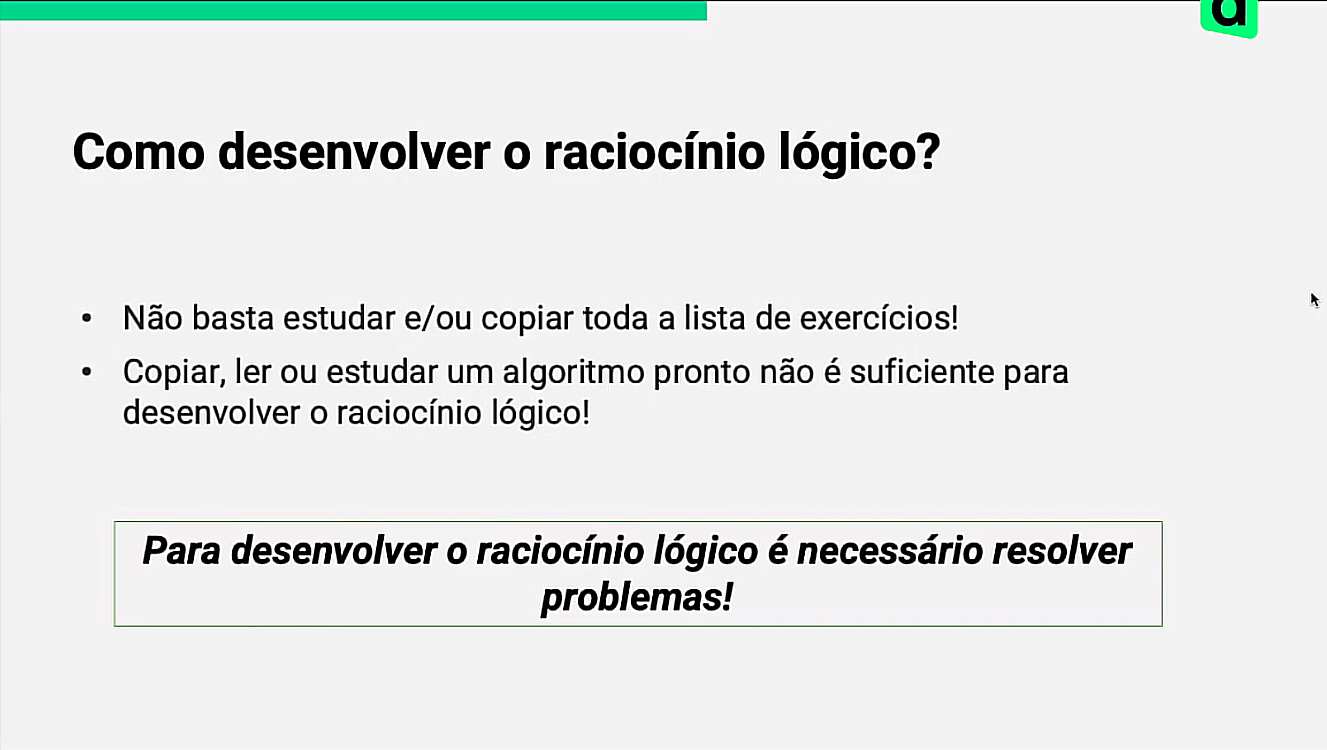 Como desenvolver o raciocínio lógico?
• Não basta estudar e/ou copiar toda a lista de exercícios!
• Copiar, ler ou estudar um algoritmo pronto não é suficiente para
desenvolver o raciocínio lógico!
Para desenvolver o raciocínio lógico é necessário resolver
problemas!